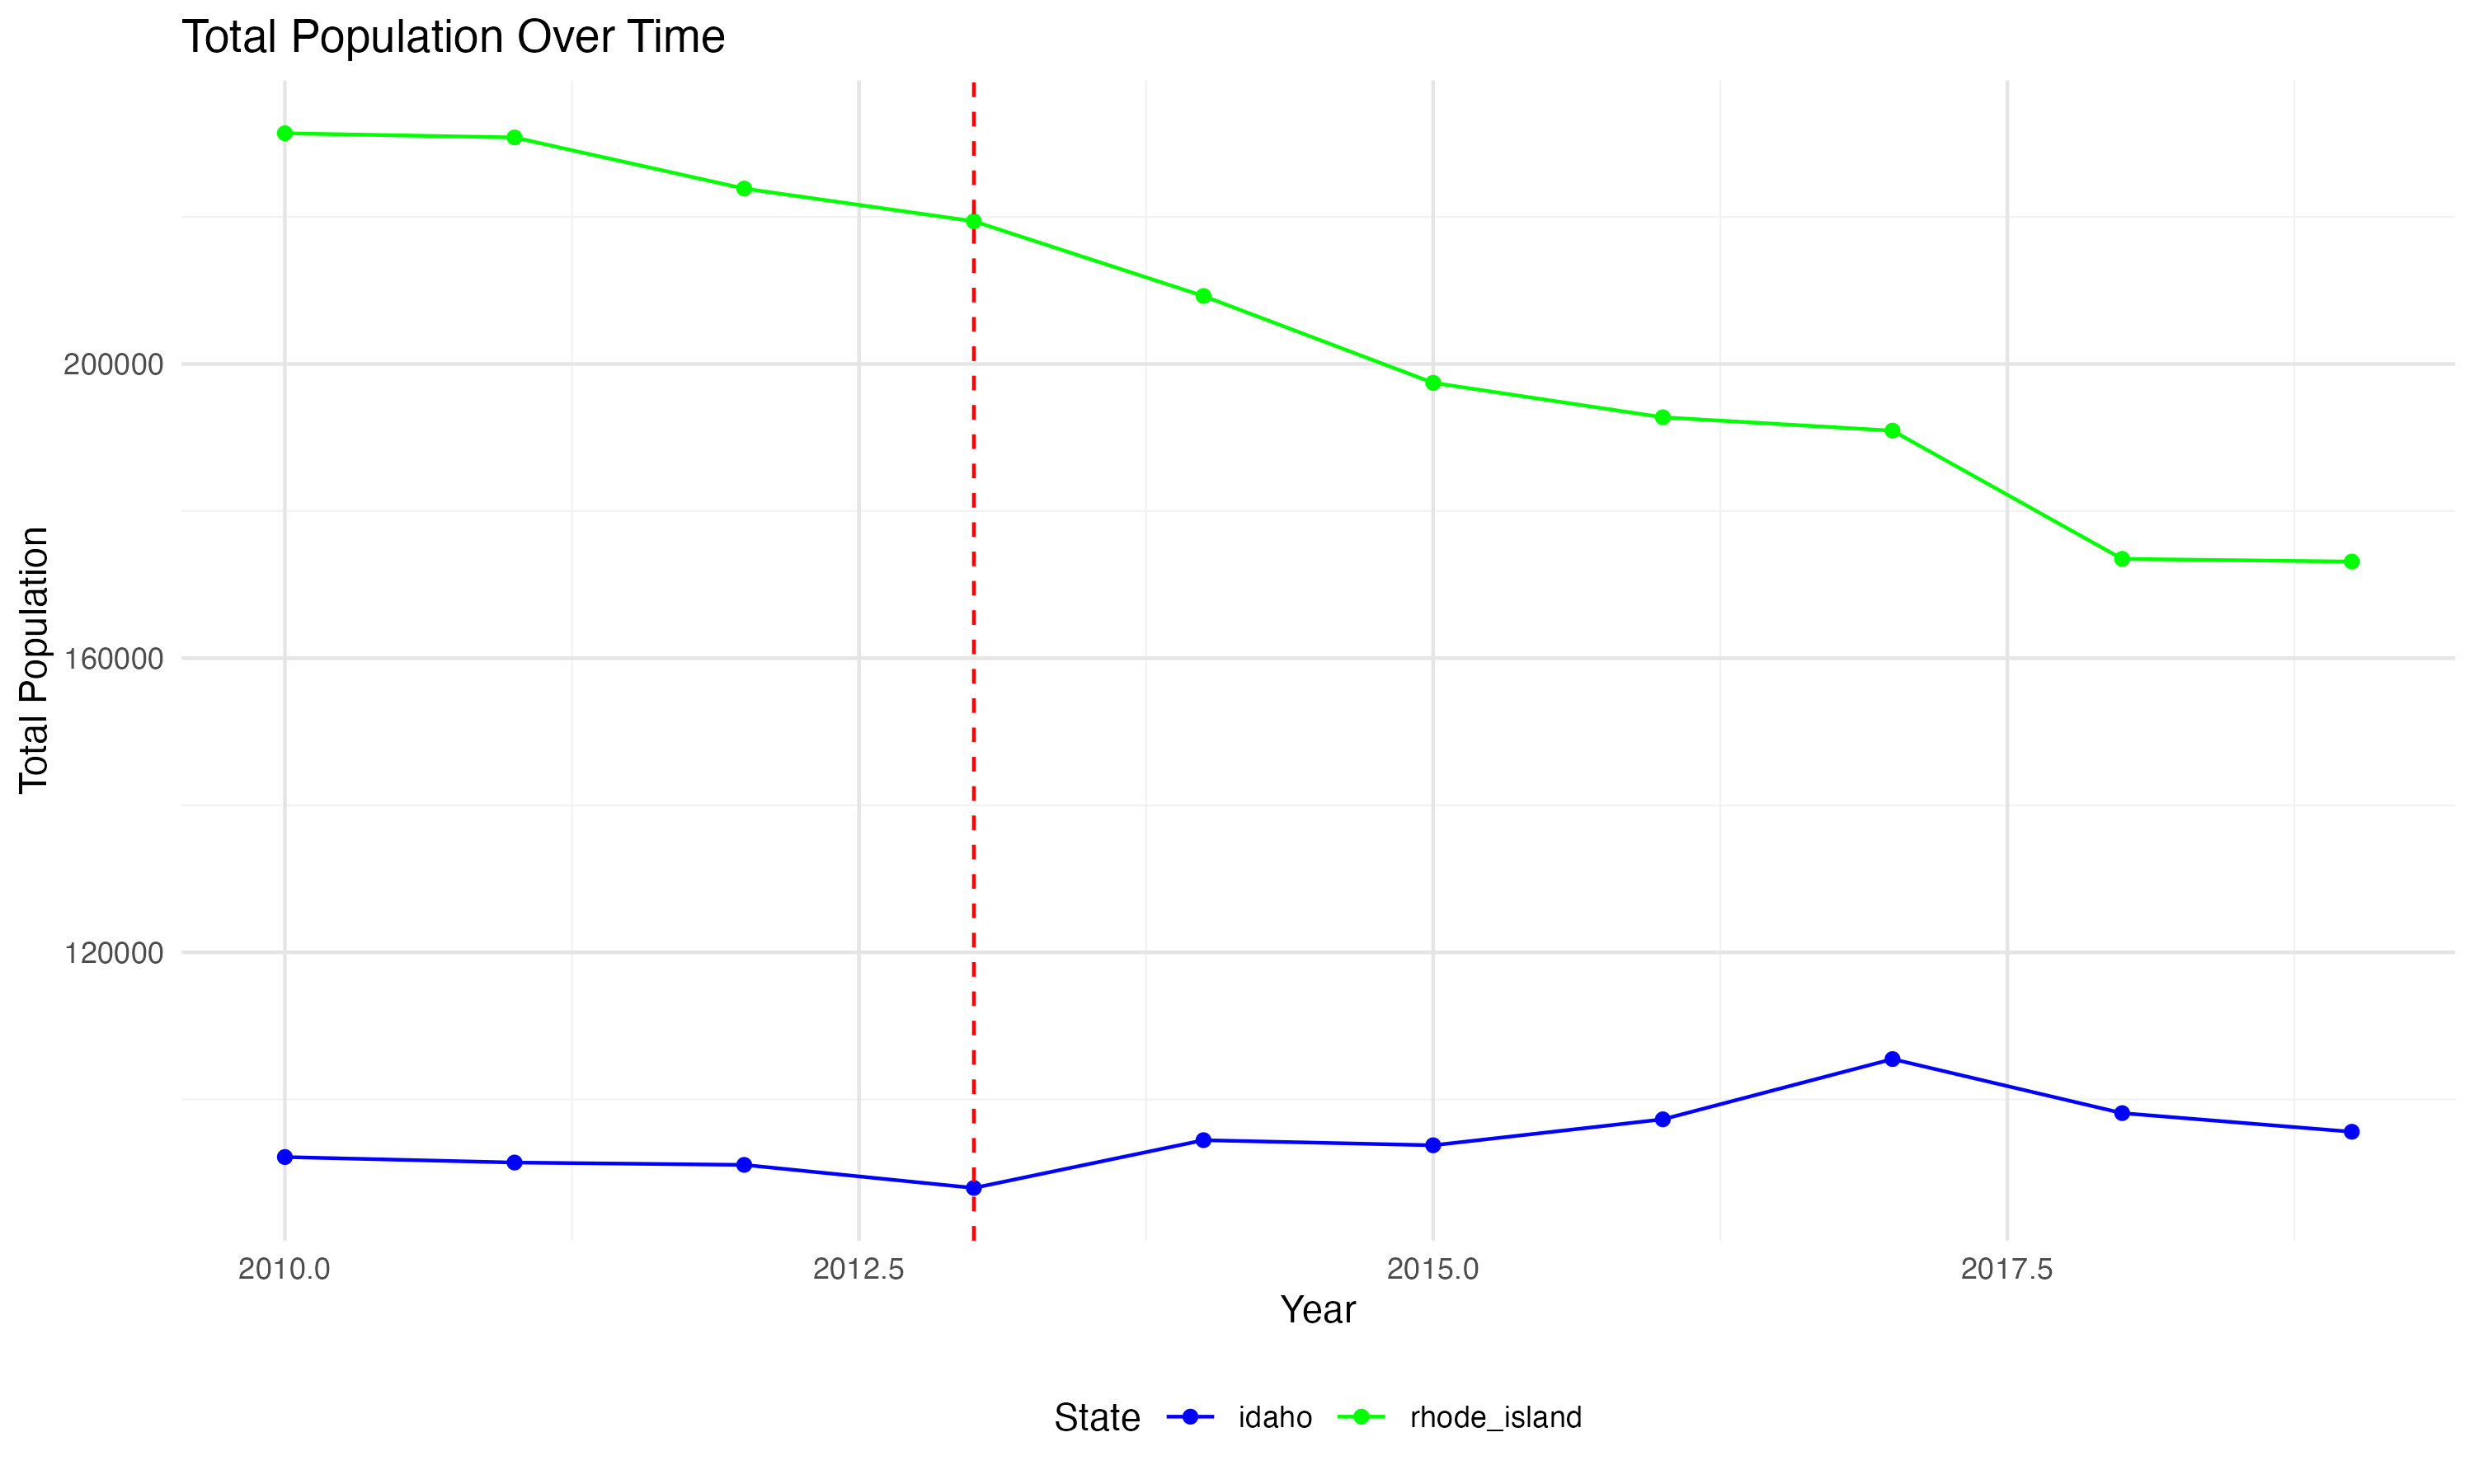 Total Population Over Time
Total Population
200000
160000
120000
2010.0
2012.5
2015.0
2017.5
Year
State idaho rhode_island